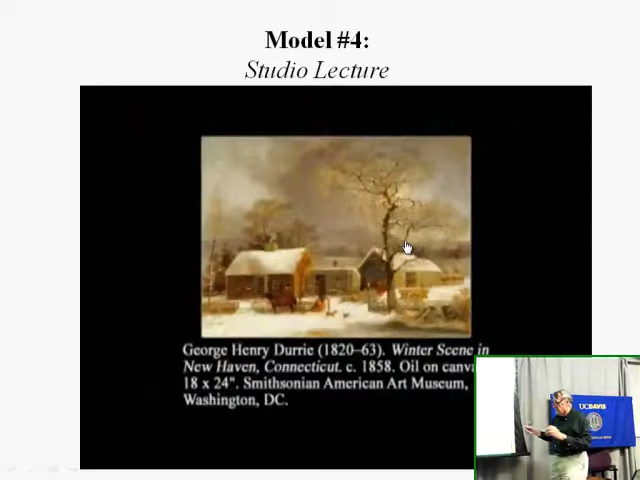 Model #4:
Studio Lecture
George Henry Durrie (1820–63). Winter Scene in
New Haven, Connecticut. c. 1858. Oil on
18 x 24". Smithsonian American Art Museum,
Washington, DC.
UCDAVIS